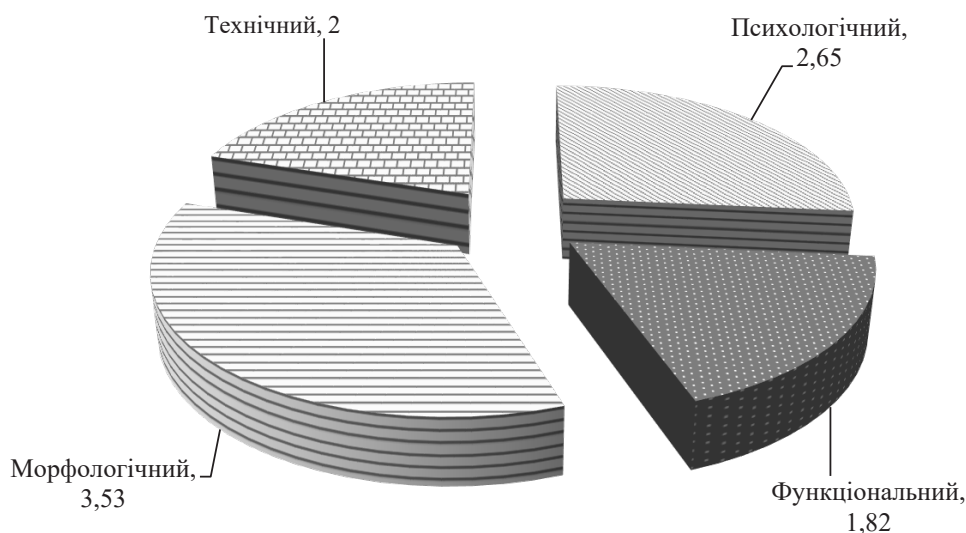 Технічний, 2
Психологічний,
2,65
Морфологічний,
3,53
Функціональний,
1,82